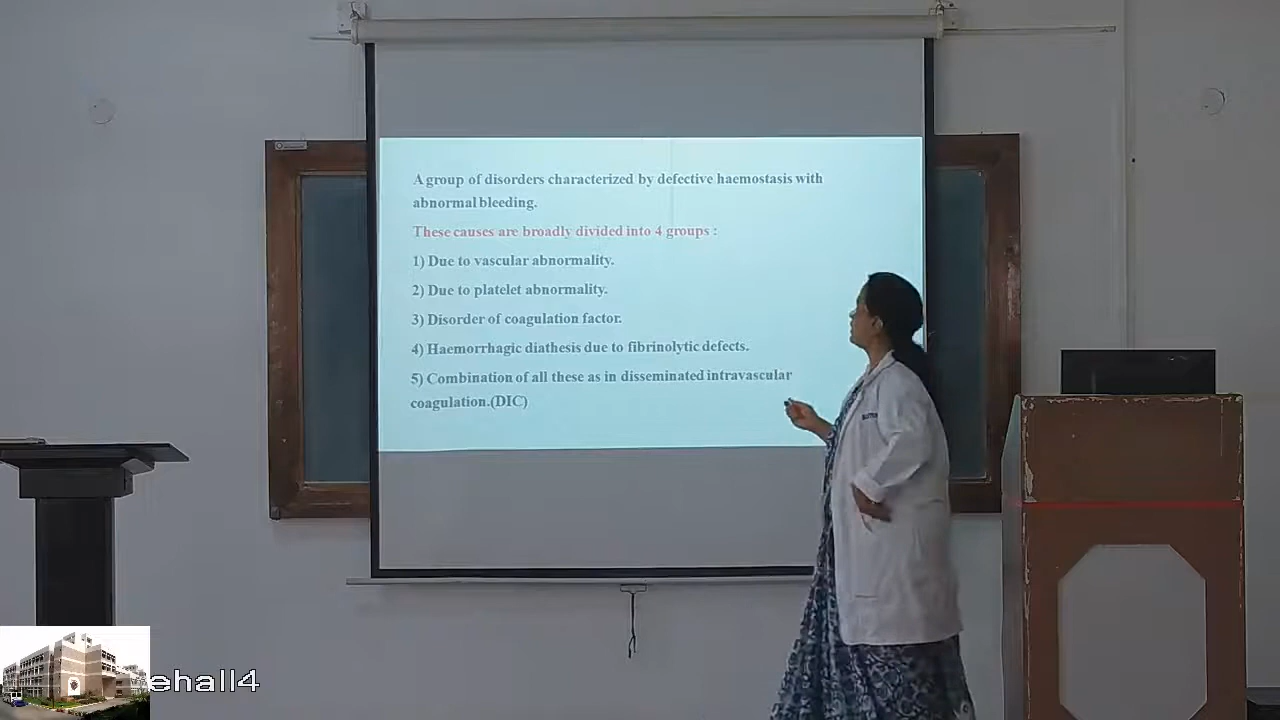 A group of disorders characterized by defective haemostasis with
abnormal bleeding.
These causes are broadly divided into 4 groups :
1) Due to vascular abnormality.
2) Due to platelet abnormality.
3) Disorder of coagulation factor.
4) Haemorrhagic diathesis due to fibrinolytic defects.
5) Combination of all these as in disseminated intravascular
coagulation.(DIC)
ehall4